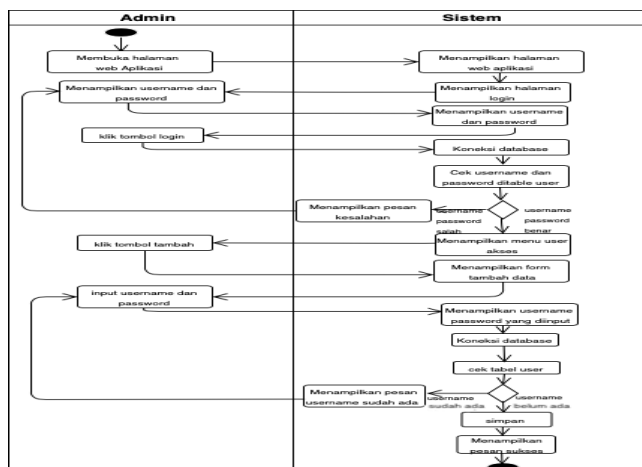 Admin
Sistem
Membuka halaman
web Aplikasi
Menampilkan halaman
web aplikasi
Menampilkan username dan
password
Menampilkan halaman
login
Menampilkan username
dan password
klik tombol login
Koneksi database
Cek username dan
password ditable user
Menampilkan pesan
kesalahan
username
password
salah
username
password
benar
klik tombol tambah
Menampilkan menu user
akses
Menampilkan form
tambah data
input username dan
password
Menampilkan username
password yang diinput
Koneksi database
cek tabel user
Menampilkan pesan
username sudah ada
username
sudah ada
username
belum ada
simpan
Menampilkan
pesan sukses